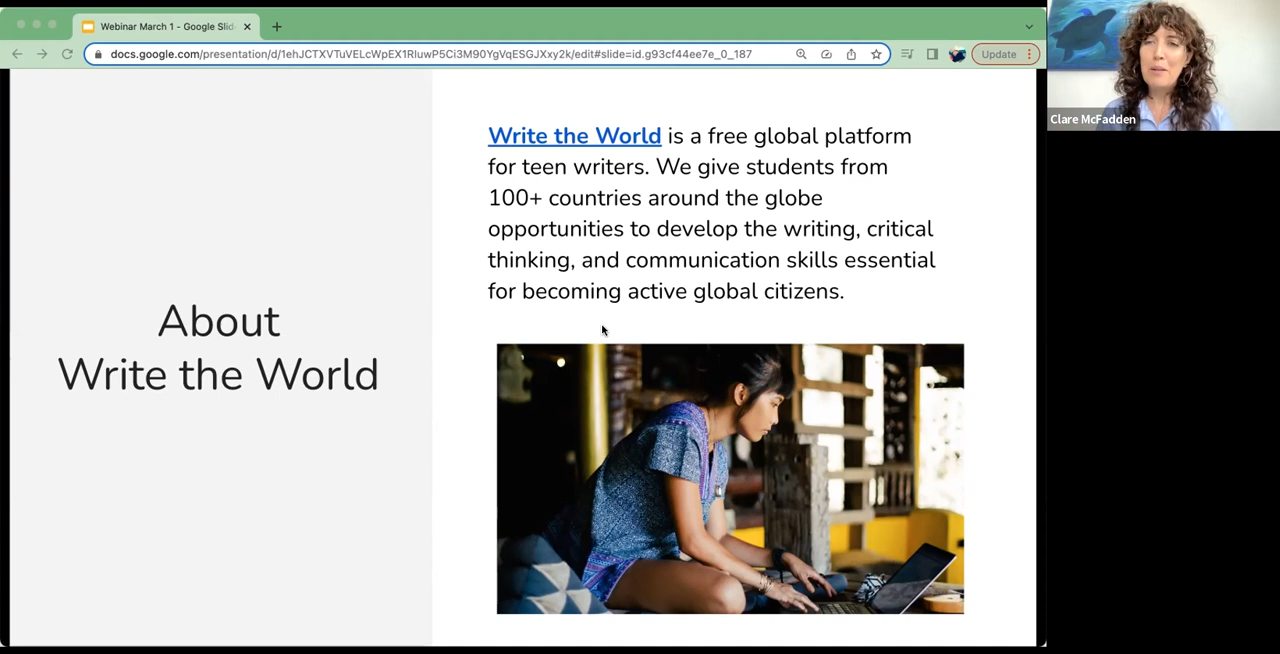 Webinar March 1 - Google Slid
docs.google.com/presentation/d/1ehJCTXVTuVELcWpEX1RluwP5Ci3M90YgVqESGJXxy2k/edit#slide=id.g93cf44ee7e_0_187
Update
Clare McFadden
About
Write the World
Write the World is a free global platform
for teen writers. We give students from
100+ countries around the globe
opportunities to develop the writing, critical
thinking, and communication skills essential
for becoming active global citizens.